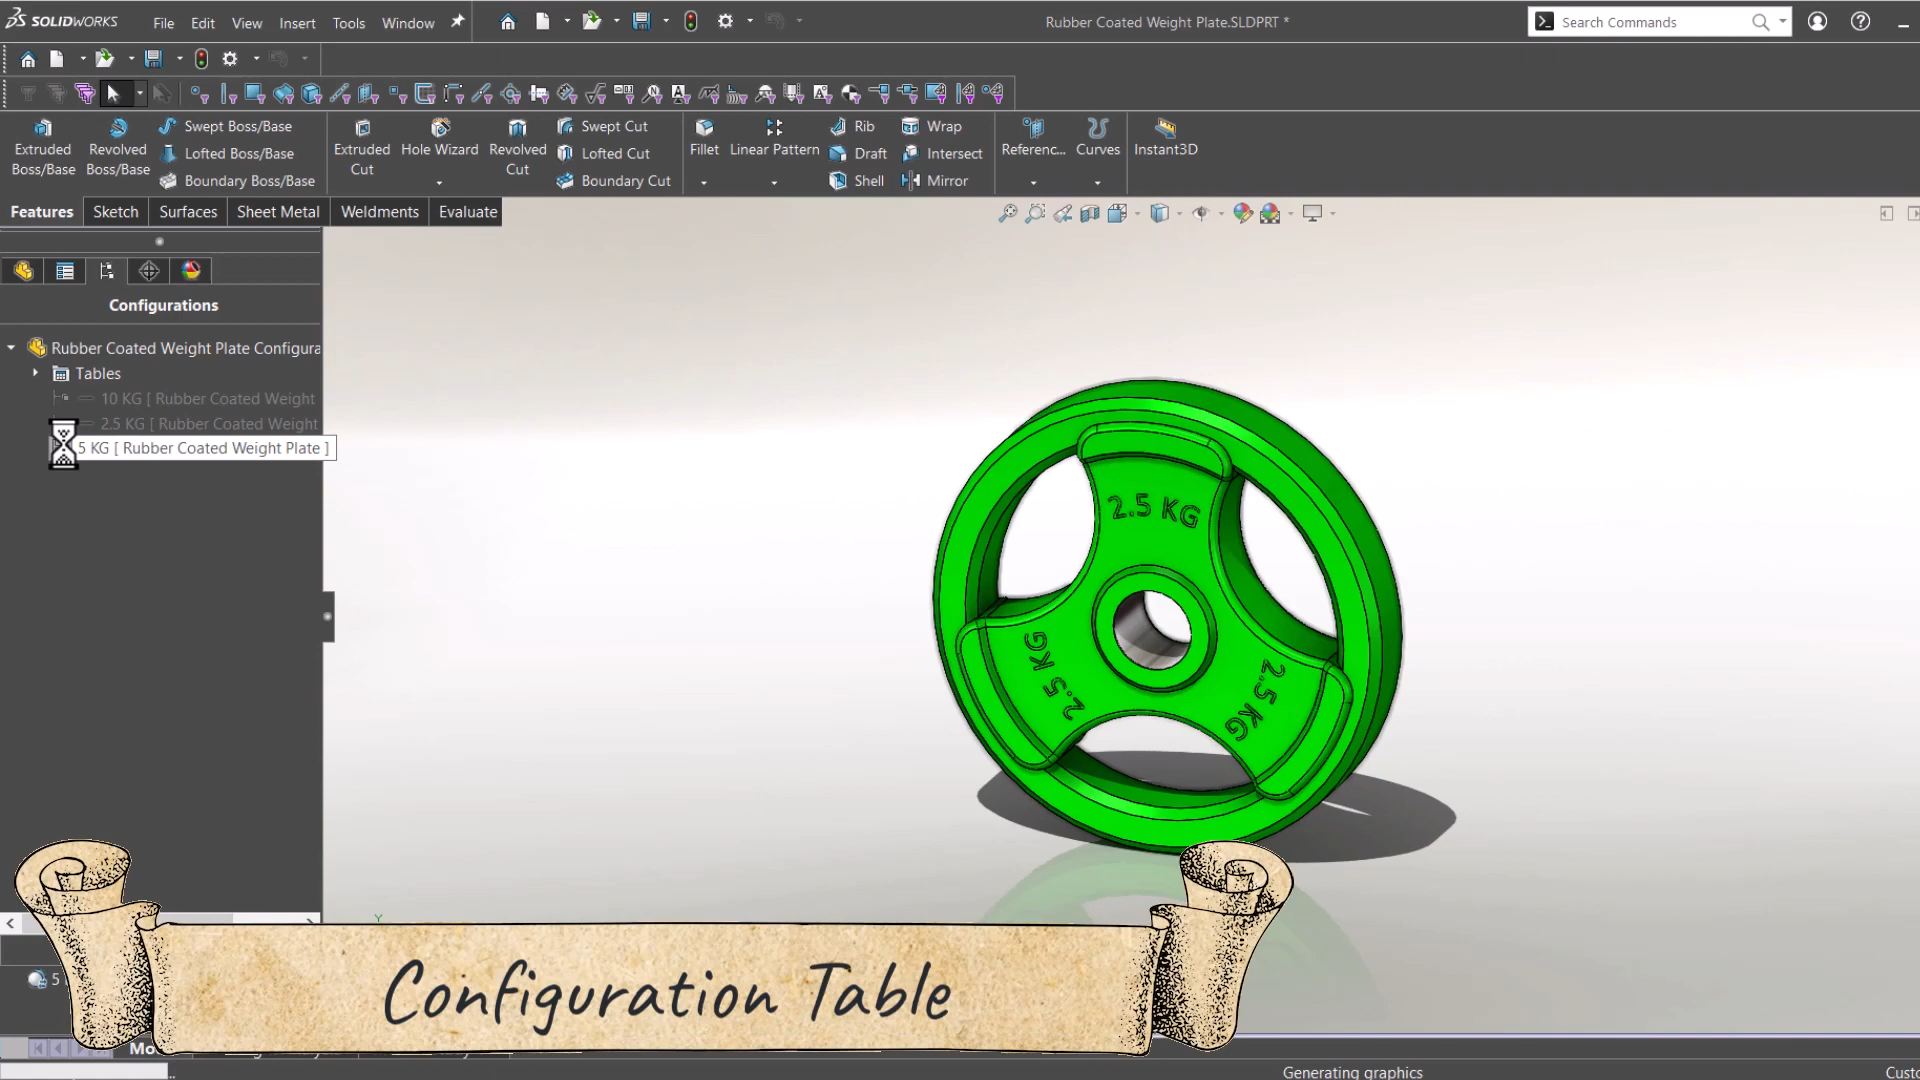 SOLIDWORKS
File Edit View Insert Tools Window
Rubber Coated Weight Plate.SLDPRT *
Search Commands
Extruded Boss/Base
Revolved Boss/Base
Swept Boss/Base
Lofted Boss/Base
Boundary Boss/Base
Extruded Cut
Hole Wizard
Revolved Cut
Swept Cut
Lofted Cut
Boundary Cut
Fillet
Linear Pattern
Rib
Draft
Shell
Wrap
Intersect
Mirror
Referenc...
Curves
Instant3D
Features Sketch Surfaces Sheet Metal Weldments Evaluate
Configurations
Rubber Coated Weight Plate Configura
Tables
10 KG [ Rubber Coated Weight
2.5 KG [ Rubber Coated Weight
5 KG [ Rubber Coated Weight Plate ]
2.5 KG
2.5 KG
2.5 KG
Y
5
Configuration Table
Generating graphics